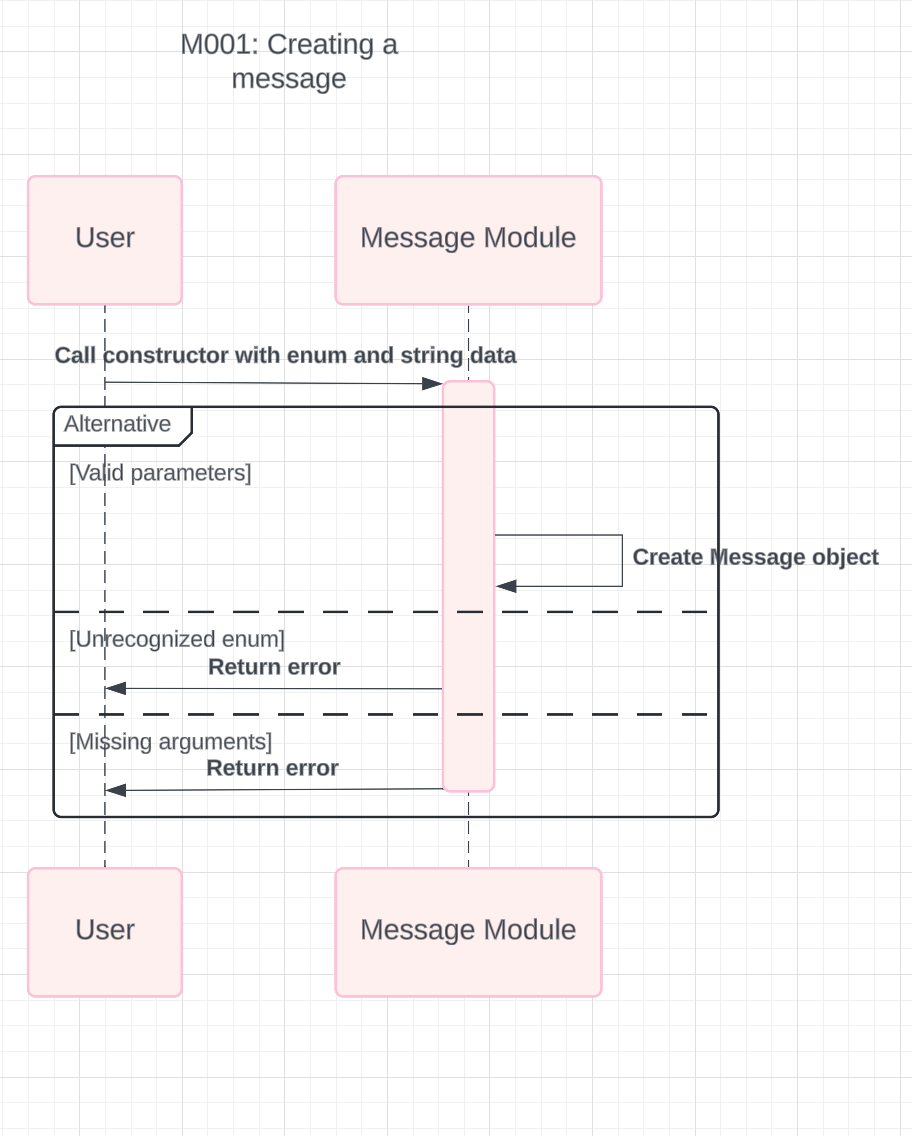 M001: Creating a
message
User
Message Module
Call constructor with enum and string data
Alternative
[Valid parameters]
Create Message object
[Unrecognized enum]
Return error
[Missing arguments]
Return error
User
Message Module